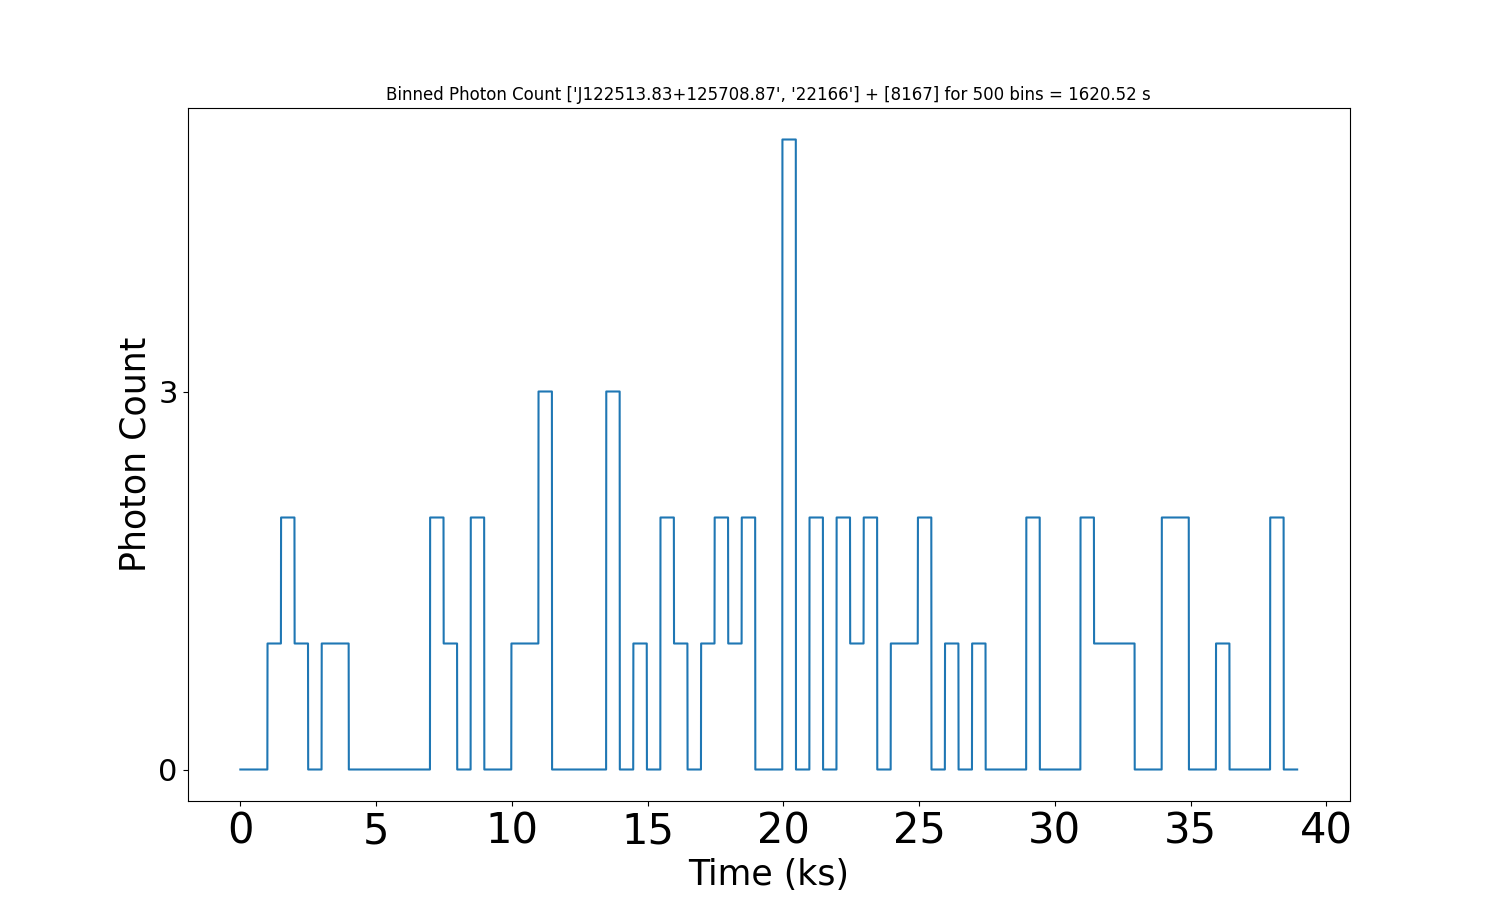 Binned Photon Count ['J122513.83+125708.87', '22166'] + [8167] for 500 bins = 1620.52 s
Photon Count
3
0
0 5 10 15 20 25 30 35 40
Time (ks)